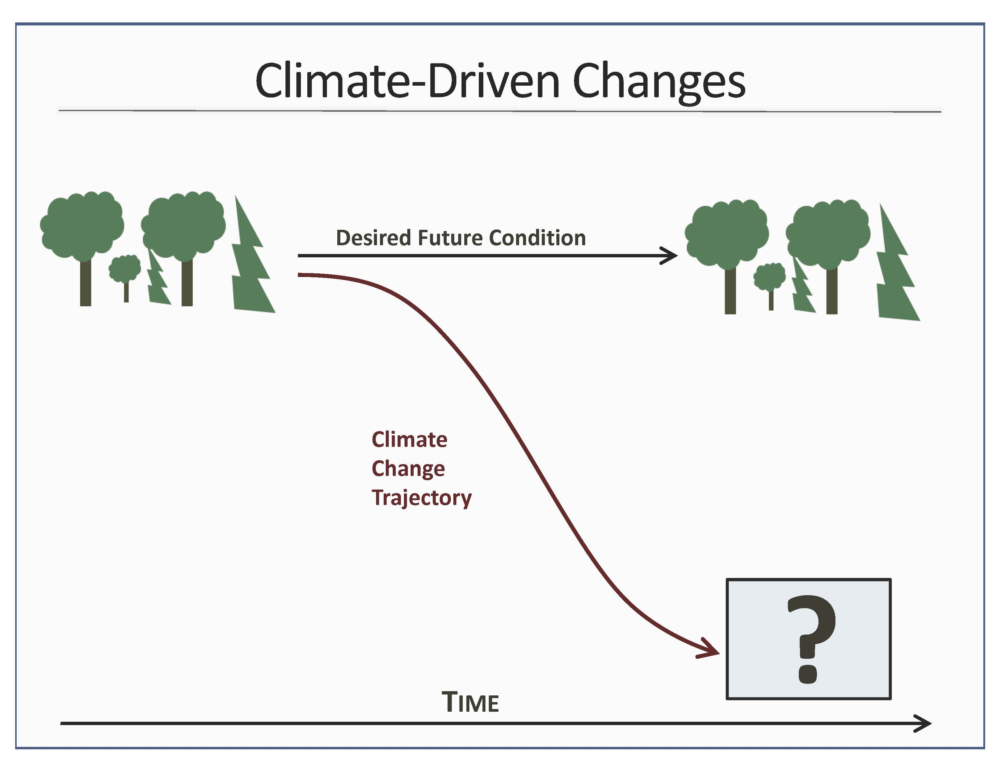 Climate-Driven Changes
Desired Future Condition
Climate
Change
Trajectory
?
TIME